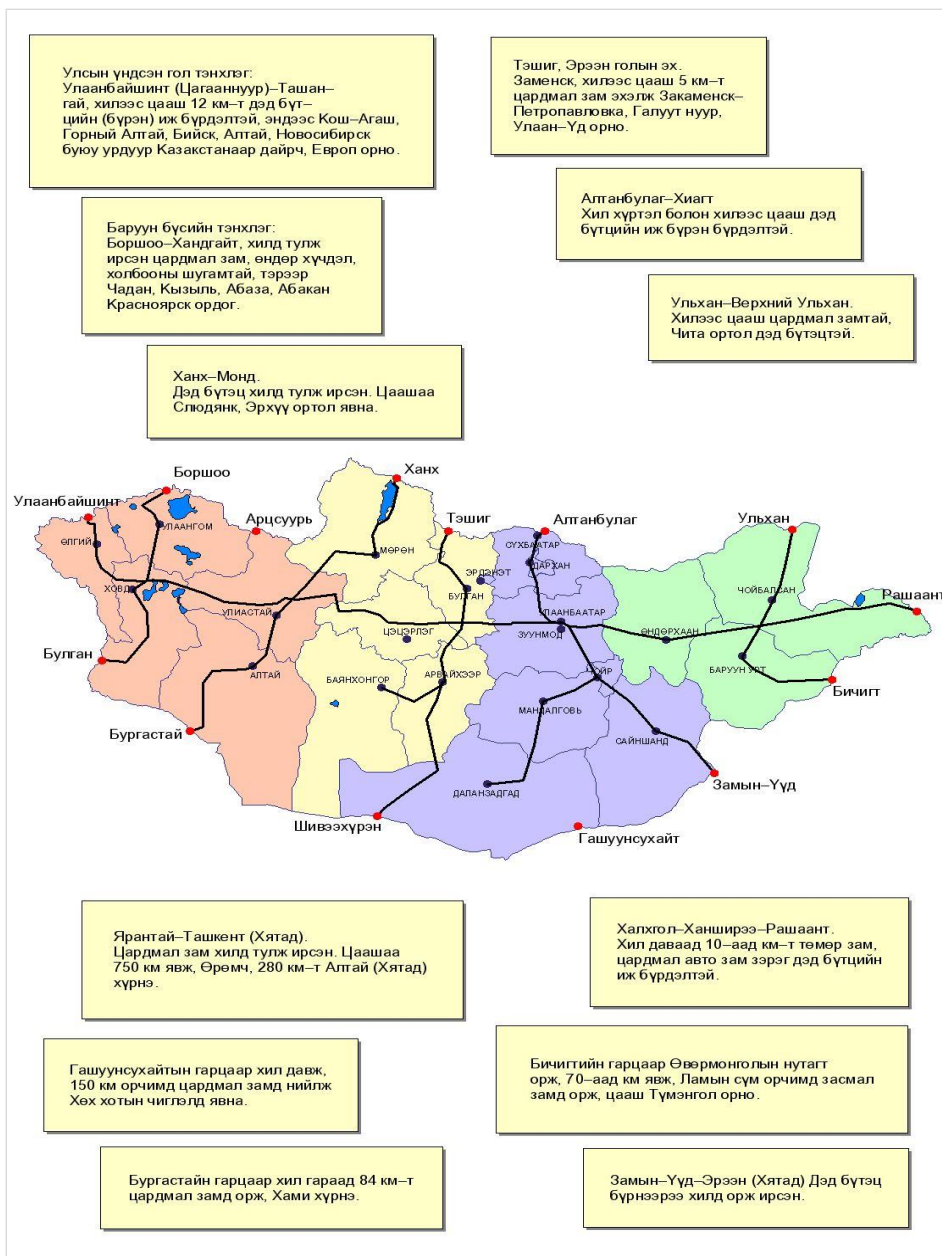 Улсын үндсэн гол тэнхлэг:
Улаанбайшинт (Цагааннуур)–Ташан–
гай, хилээс цааш 12 км–т дэд бүт–
цийн (бүрэн) иж бүрдэлтэй, эндээс Кош–Агаш,
Горный Алтай, Бийск, Алтай, Новосибирск
буюу урдуур Казакстанаар дайрч, Европ орно.
Тэшиг, Эрээн голын эх.
Заменск, хилээс цааш 5 км–т
цардмал зам эхэлж Закаменск–
Петропавловка, Галуут нуур,
Улаан–Үд орно.
Алтанбулаг–Хиагт
Хил хүртэл болон хилээс цааш дэд
бүтцийн иж бүрэн бүрдэлтэй.
Баруун бүсийн тэнхлэг:
Боршоо–Хандгайт, хилд тулж
ирсэн цардмал зам, өндөр хүчдэл,
холбооны шугамтай, тэрээр
Чадан, Кызыль, Абаза, Абакан
Красноярск ордог.
Ульхан–Верхний Ульхан.
Хилээс цааш цардмал замтай,
Чита ортол дэд бүтэцтэй.
Ханх–Монд.
Дэд бүтэц хилд тулж ирсэн. Цаашаа
Слюдянк, Эрхүү ортол явна.
Боршоо
Ханх
Улаанбайшинт
Арцсуурь
Тэшиг
Алтанбулаг
Ульхан
УЛААНГОМ
ӨЛГИЙ
МӨРӨН
СҮХБААТАР
ДАРХАН
ЭРДЭНЭТ
БУЛГАН
ХОВД
УЛИАСТАЙ
ЧОЙБАЛСАН
Рашаант
ЛААНБААТАР
ЗУУНМОД
ЦЭЦЭРЛЭГ
ӨНДӨРХААН
Булган
АЛТАЙ
БАЯНХОНГОР
АРВАЙХЭЭР
ЧОЙР
БАРУУН УРТ
Бичигт
Бургастай
МАНДАЛГОВЬ
САЙНШАНД
ДАЛАНЗАДГАД
Замын–Үүд
Шивээхүрэн
Гашуунсухайт
Ярантай–Ташкент (Хятад).
Цардмал зам хилд тулж ирсэн. Цаашаа
750 км явж, Өрөмч, 280 км–т Алтай (Хятад)
хүрнэ.
Халхгол–Ханширээ–Рашаант.
Хил даваад 10–аад км–т төмөр зам,
цардмал авто зам зэрэг дэд бүтцийн
иж бүрдэлтэй.
Гашуунсухайтын гарцаар хил давж,
150 км орчимд цардмал замд нийлж
Хөх хотын чиглэлд явна.
Бичигтийн гарцаар Өвермонголын нутагт
орж, 70–аад км явж, Ламын сүм орчимд засмал
замд орж, цааш Түмэнгол орно.
Бургастайн гарцаар хил гараад 84 км–т
цардмал замд орж, Хами хүрнэ.
Замын–Үүд–Эрээн (Хятад) Дэд бүтэц
бүрнээрээ хилд орж ирсэн.